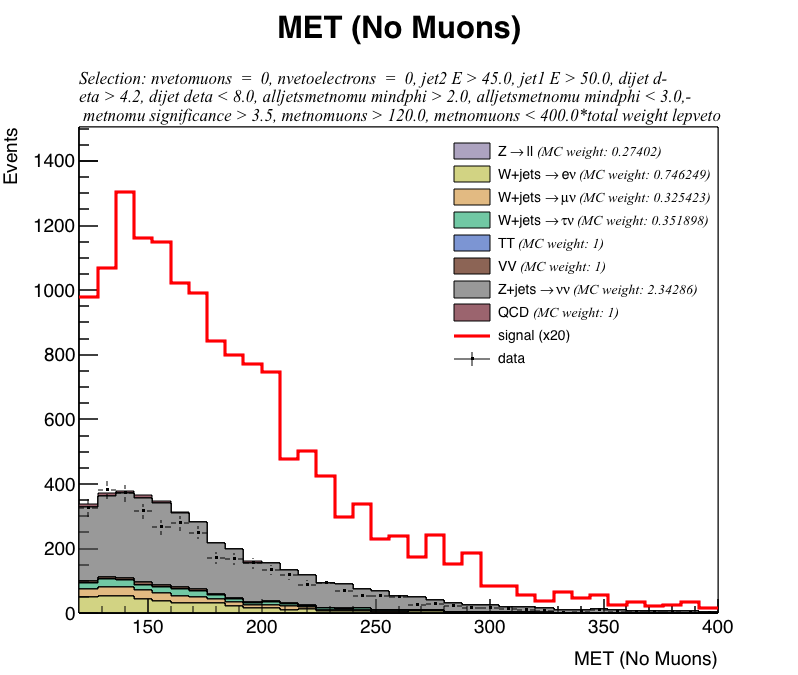 MET (No Muons)
Selection: nvetomuons = 0, nvetoelectrons = 0, jet2 E > 45.0, jet1 E > 50.0, dijet d-
eta > 4.2, dijet deta < 8.0, alljetsmetnomu mindphi > 2.0, alljetsmetnomu mindphi < 3.0,-
metnomu significance > 3.5, metnomuons > 120.0, metnomuons < 400.0*total weight lepveto
Events
1400
1200
1000
800
600
400
200
0
Z→ll (MC weight: 0.27402)
W+jets→eν (MC weight: 0.746249)
W+jets→μν (MC weight: 0.325423)
W+jets→τν (MC weight: 0.351898)
TT (MC weight: 1)
VV (MC weight: 1)
Z+jets→νν (MC weight: 2.34286)
QCD (MC weight: 1)
signal (x20)
data
150 200 250 300 350 400
MET (No Muons)